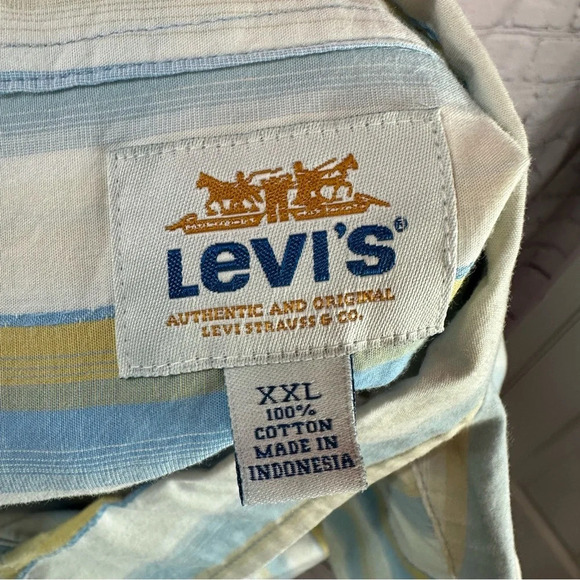 Levi's®
AUTHENTIC AND ORIGINAL
LEVI STRAUSS & CO.
XXL
100%
COTTON
MADE IN
INDONESIA